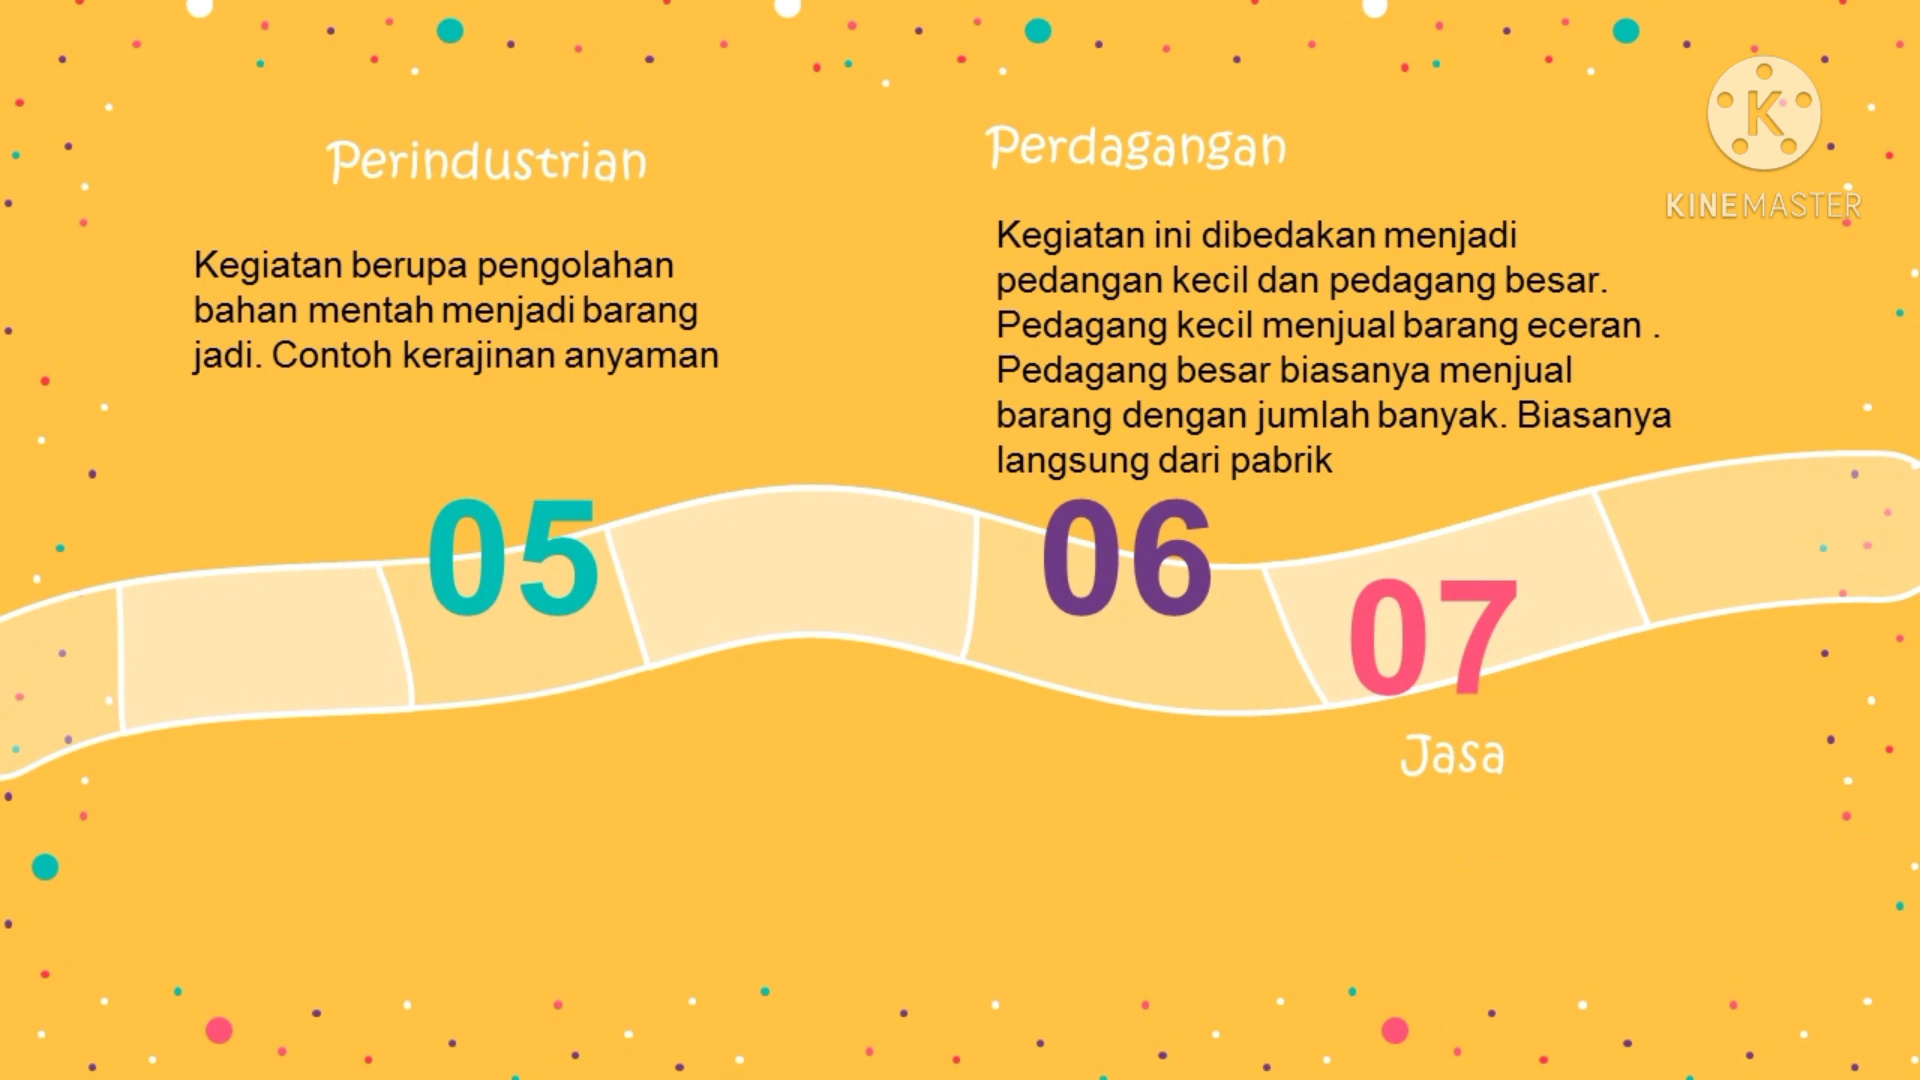 Perindustrian
Kegiatan berupa pengolahan
bahan mentah menjadi barang
jadi. Contoh kerajinan anyaman
05
Perdagangan
Kegiatan ini dibedakan menjadi
pedangan kecil dan pedagang besar.
Pedagang kecil menjual barang eceran .
Pedagang besar biasanya menjual
barang dengan jumlah banyak. Biasanya
langsung dari pabrik
06
07
Jasa
K
KINEMASTER